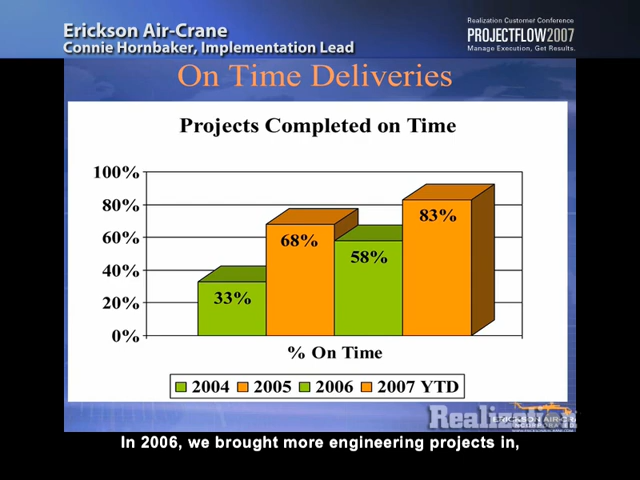 Erickson Air-Crane
Connie Hornbaker, Implementation Lead
Realization Customer Conference
PROJECTFLOW2007
Manage Execution, Get Results.
On Time Deliveries
Projects Completed on Time
100%
80%
60%
40%
20%
0%
33%
68%
58%
83%
% On Time
2004 2005 2006 2007 YTD
Realization
In 2006, we brought more engineering projects in,